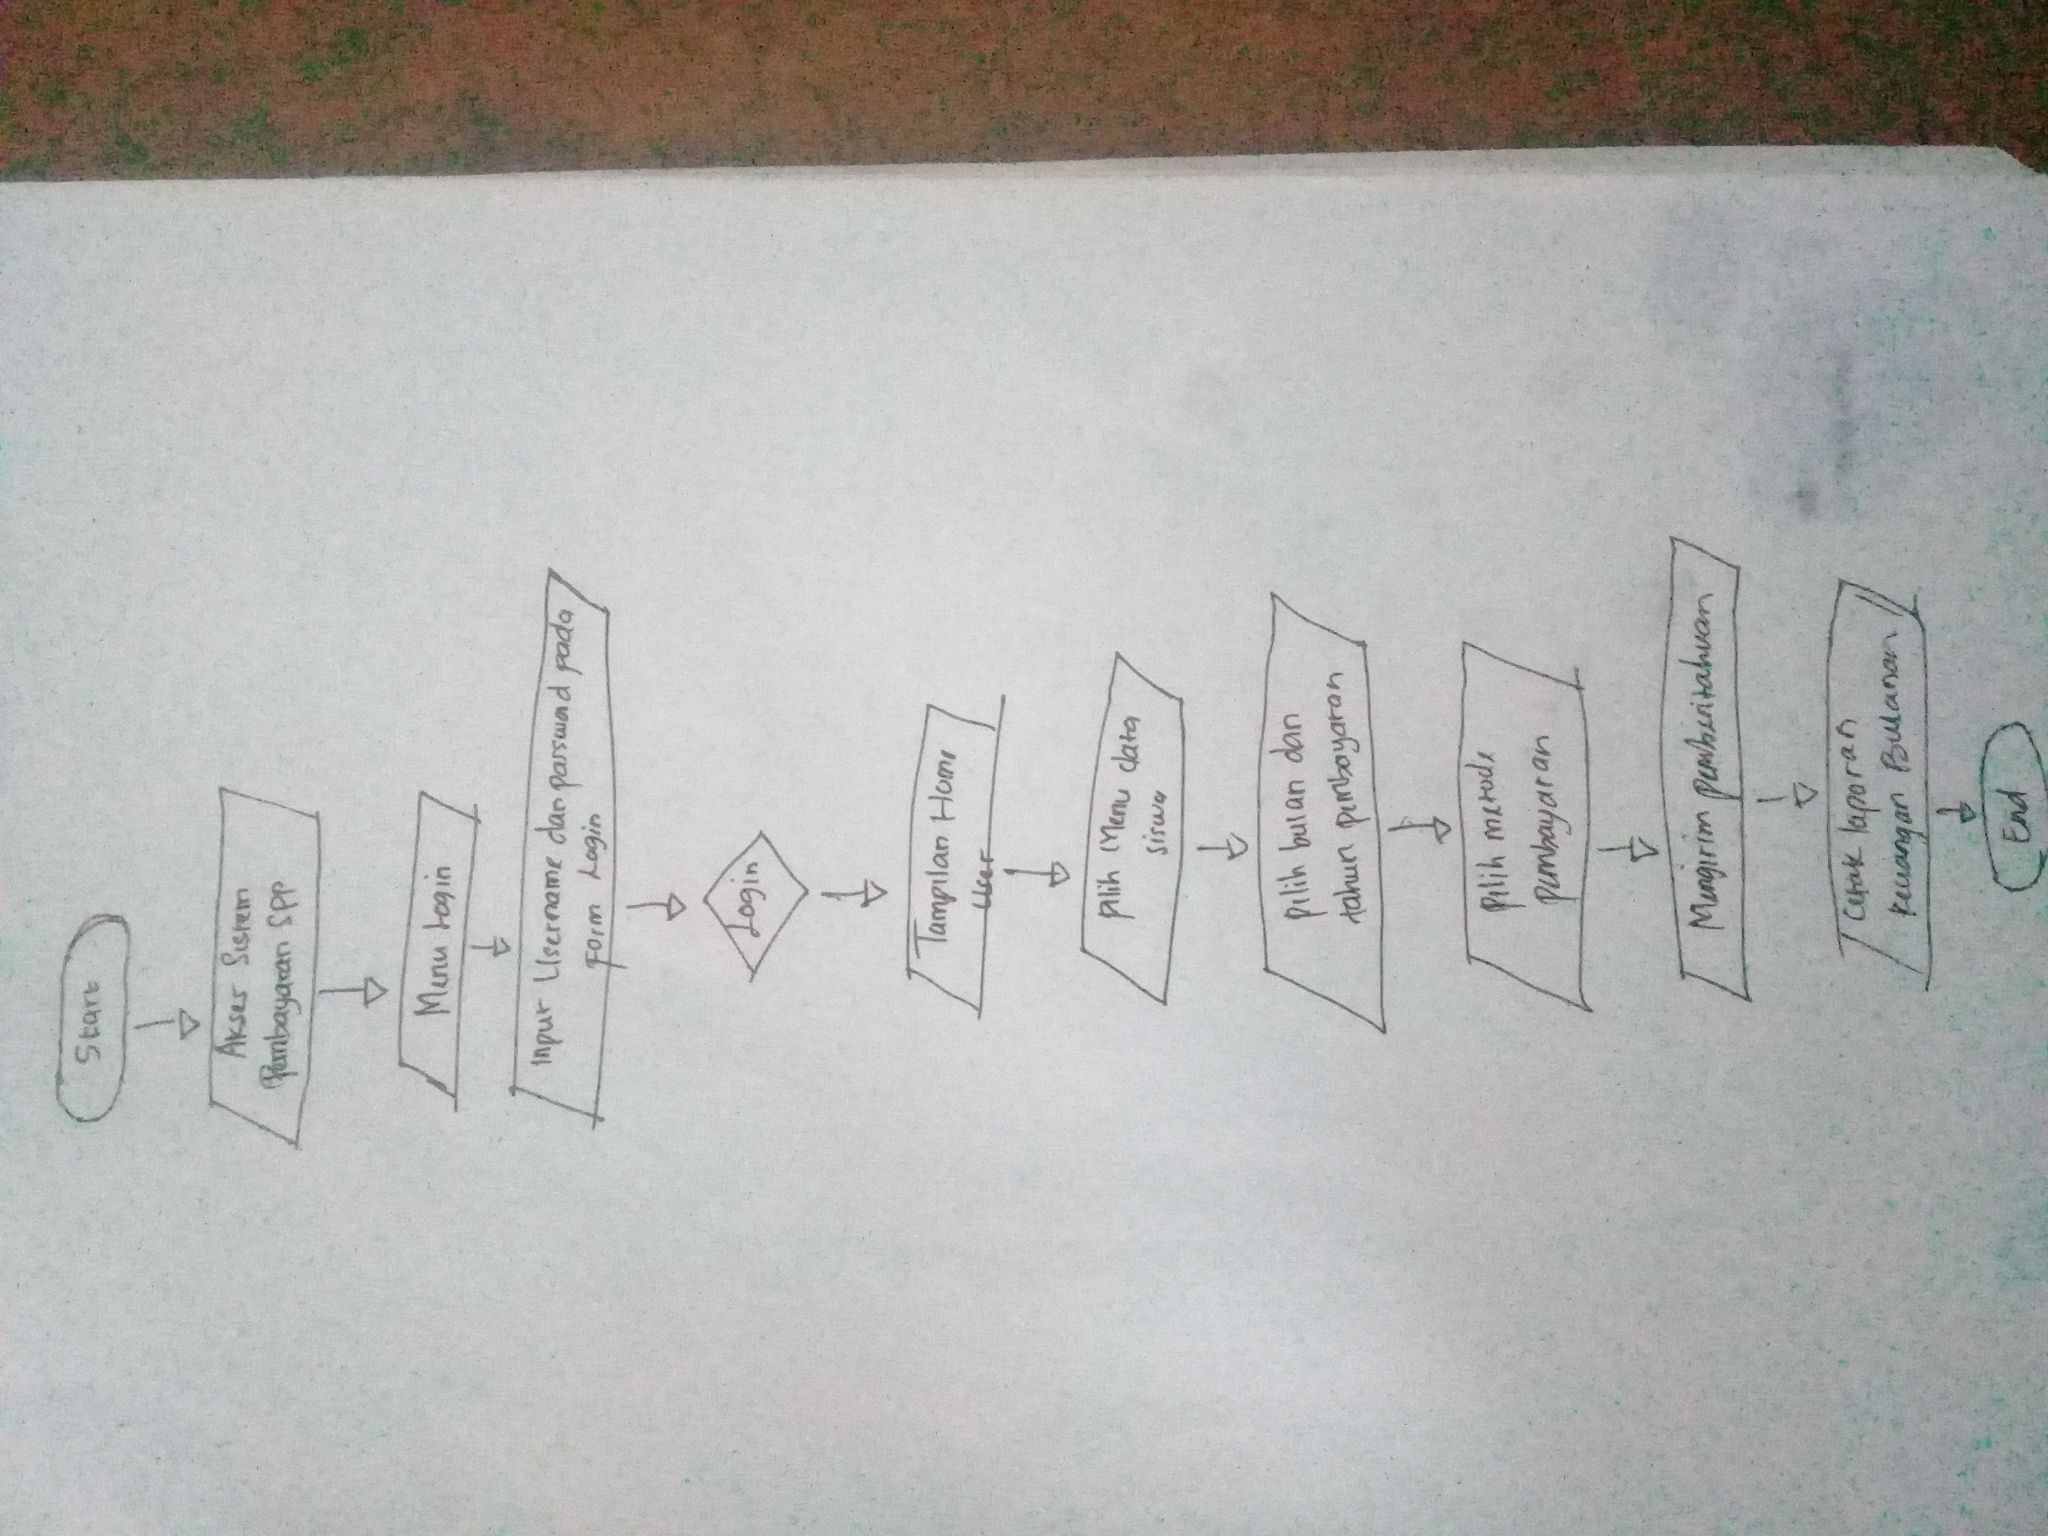 Start
Akses Sistem
Pembayaran SPP
Menu Login
Input Username dan password pada
Form Login
Login
Tampilan Home
User
Pilih Menu data
siswa
Pilih bulan dan
tahun pembayaran
Pilih metode
pembayaran
Mengirim pemberitahuan
Cetak laporan
keuangan Bulanan
End